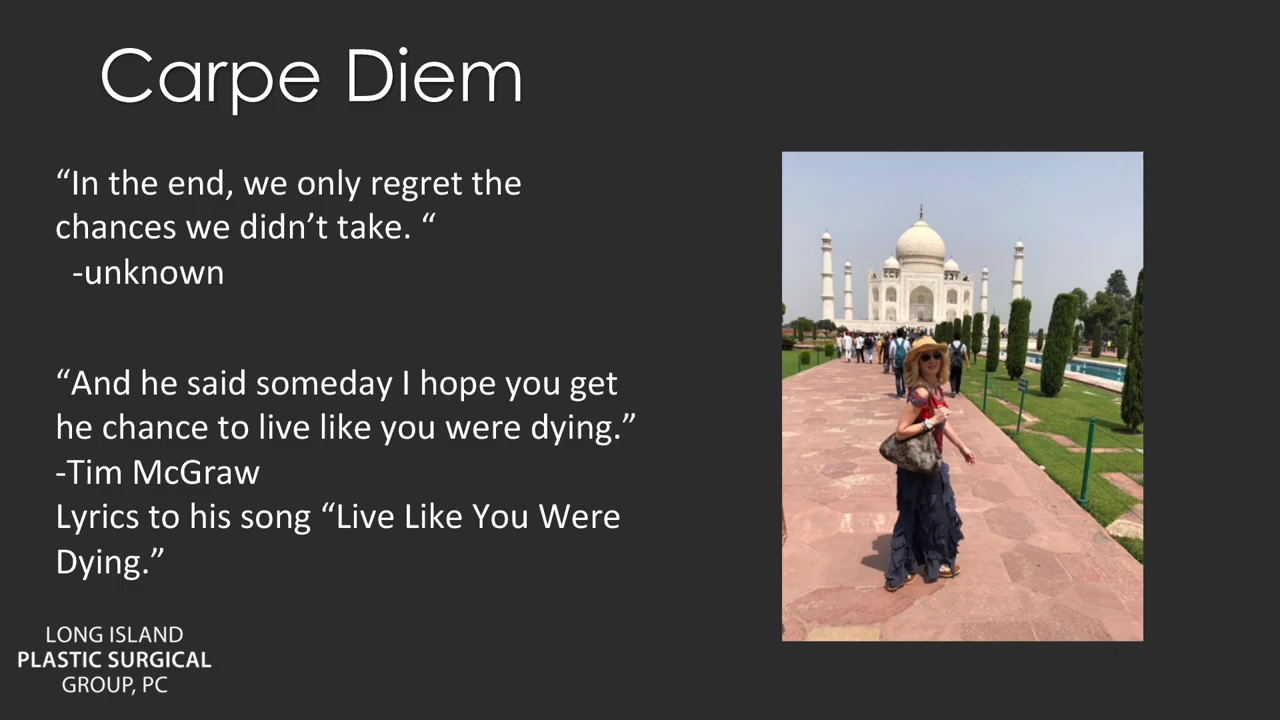 Carpe Diem
“In the end, we only regret the
chances we didn’t take. “
-unknown
“And he said someday I hope you get
he chance to live like you were dying.”
-Tim McGraw
Lyrics to his song “Live Like You Were
Dying.”
LONG ISLAND
PLASTIC SURGICAL
GROUP, PC